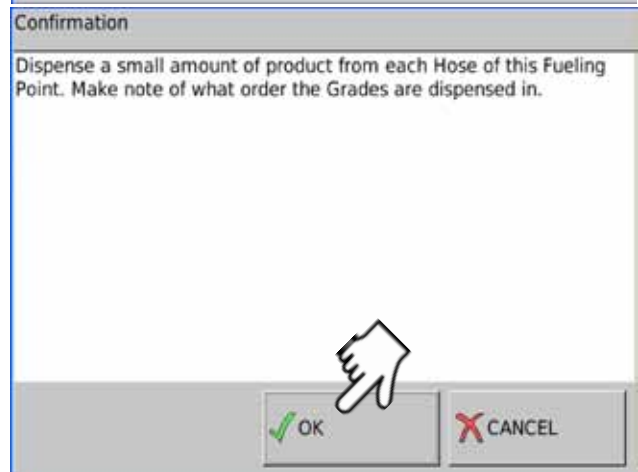 Confirmation
Dispense a small amount of product from each Hose of this Fueling
Point. Make note of what order the Grades are dispensed in.
OK
CANCEL